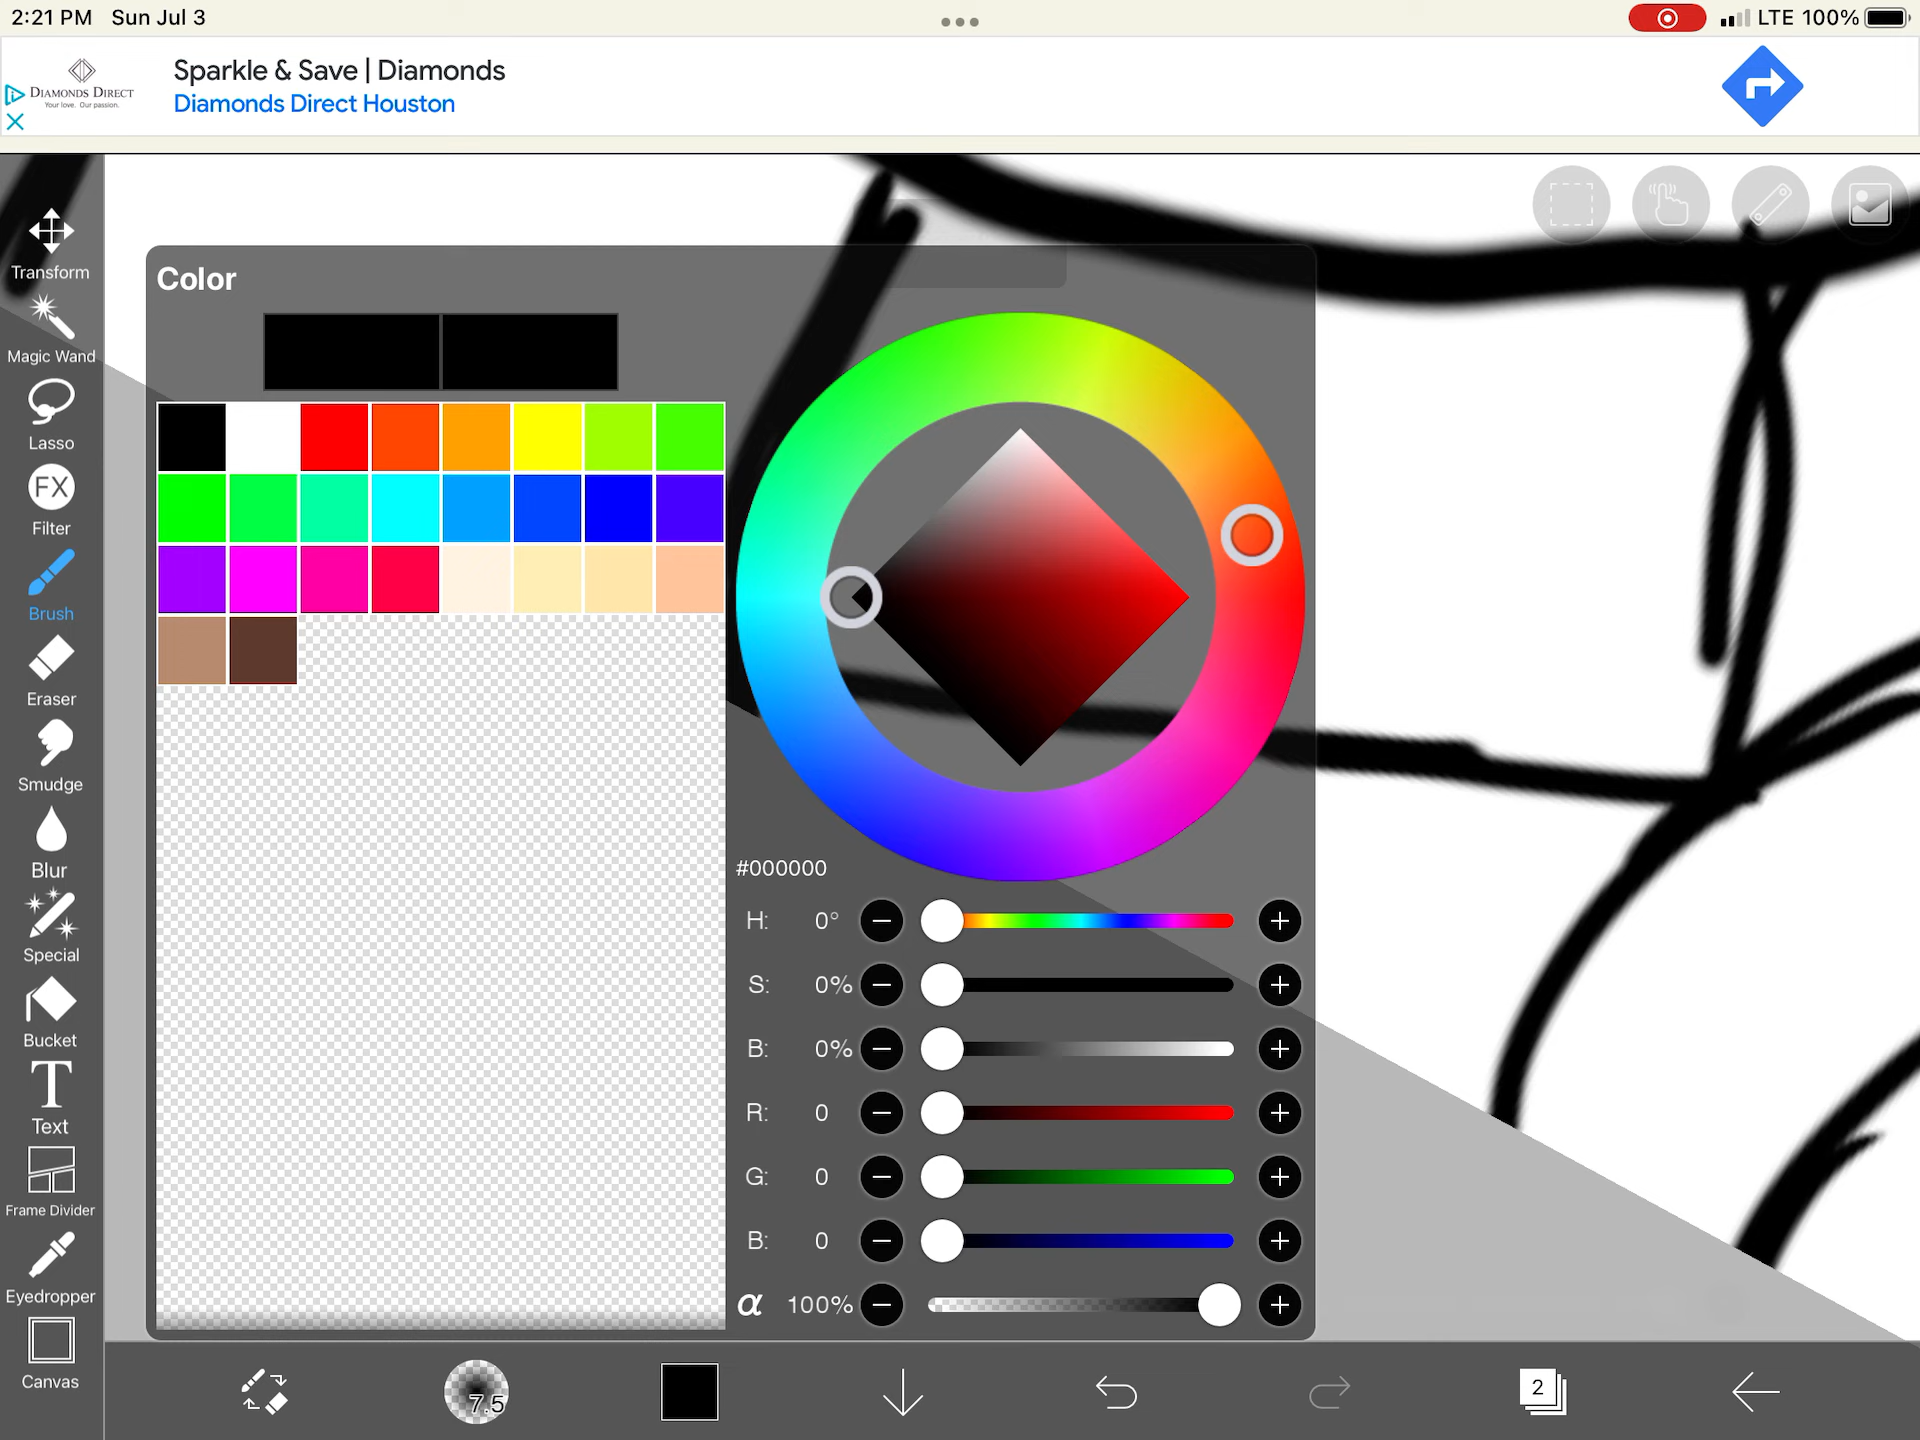 2:21 PM Sun Jul 3
LTE 100%
DIAMONDS DIRECT
Your love. Our passion.
Sparkle & Save | Diamonds
Diamonds Direct Houston
Transform
Magic Wand
Lasso
FX
Filter
Brush
Eraser
Smudge
Blur
Special
Bucket
T
Text
Frame Divider
Eyedropper
Canvas
Color
#000000
H: 0°
S: 0%
B: 0%
R: 0
G: 0
B: 0
α 100%
7.5
2